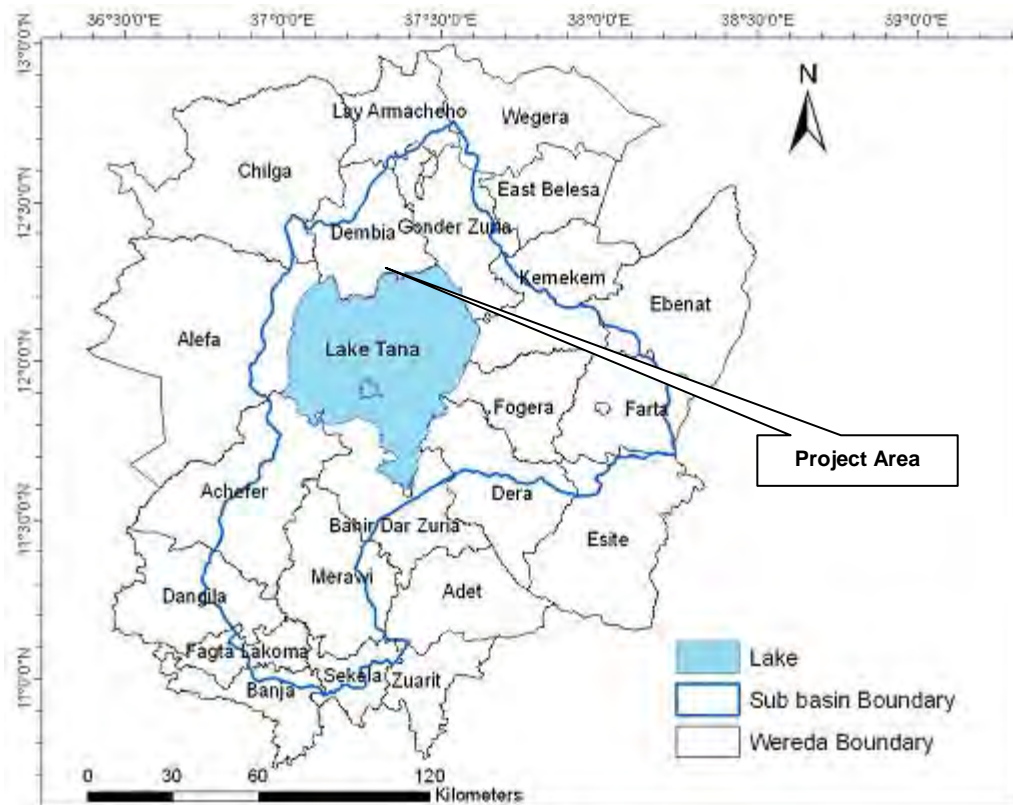 36°30'0"E 37°0'0"E 37°30'0"E 38°0'0"E 38°30'0"E 39°0'0"E
13°0'0"N
12°30'0"N
12°0'0"N
11°30'0"N
11°0'0"N
N
Lay Armacheho
Wegera
Chilga
East Belesa
Dembia
Gonder Zuria
Kemekem
Ebenat
Alefa
Lake Tana
Fogera
Farta
Project Area
Achefer
Dera
Bahir Dar Zuria
Esite
Merawi
Adet
Dangila
Fagta Lakoma
Sekela
Zuarit
Banja
Lake
Sub basin Boundary
Wereda Boundary
0 30 60 120
Kilometers